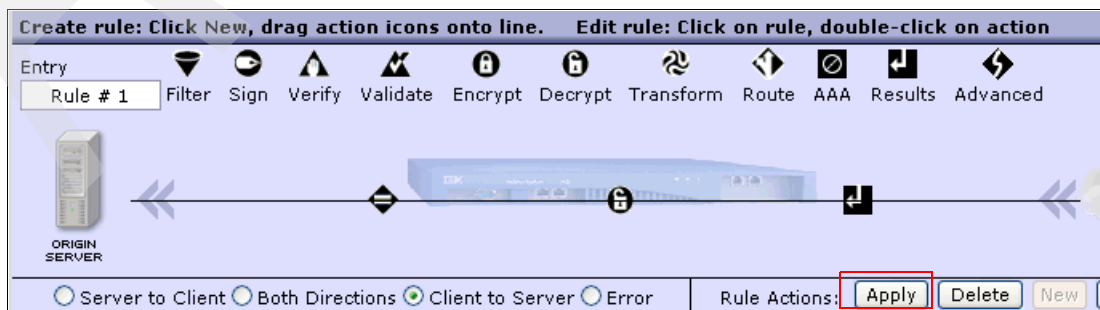 Create rule: Click New, drag action icons onto line. Edit rule: Click on rule, double-click on action
Entry
Rule # 1
Filter Sign Verify Validate Encrypt Decrypt Transform Route AAA Results Advanced
IBM
ORIGIN
SERVER
Server to Client Both Directions Client to Server Error Rule Actions: Apply Delete New